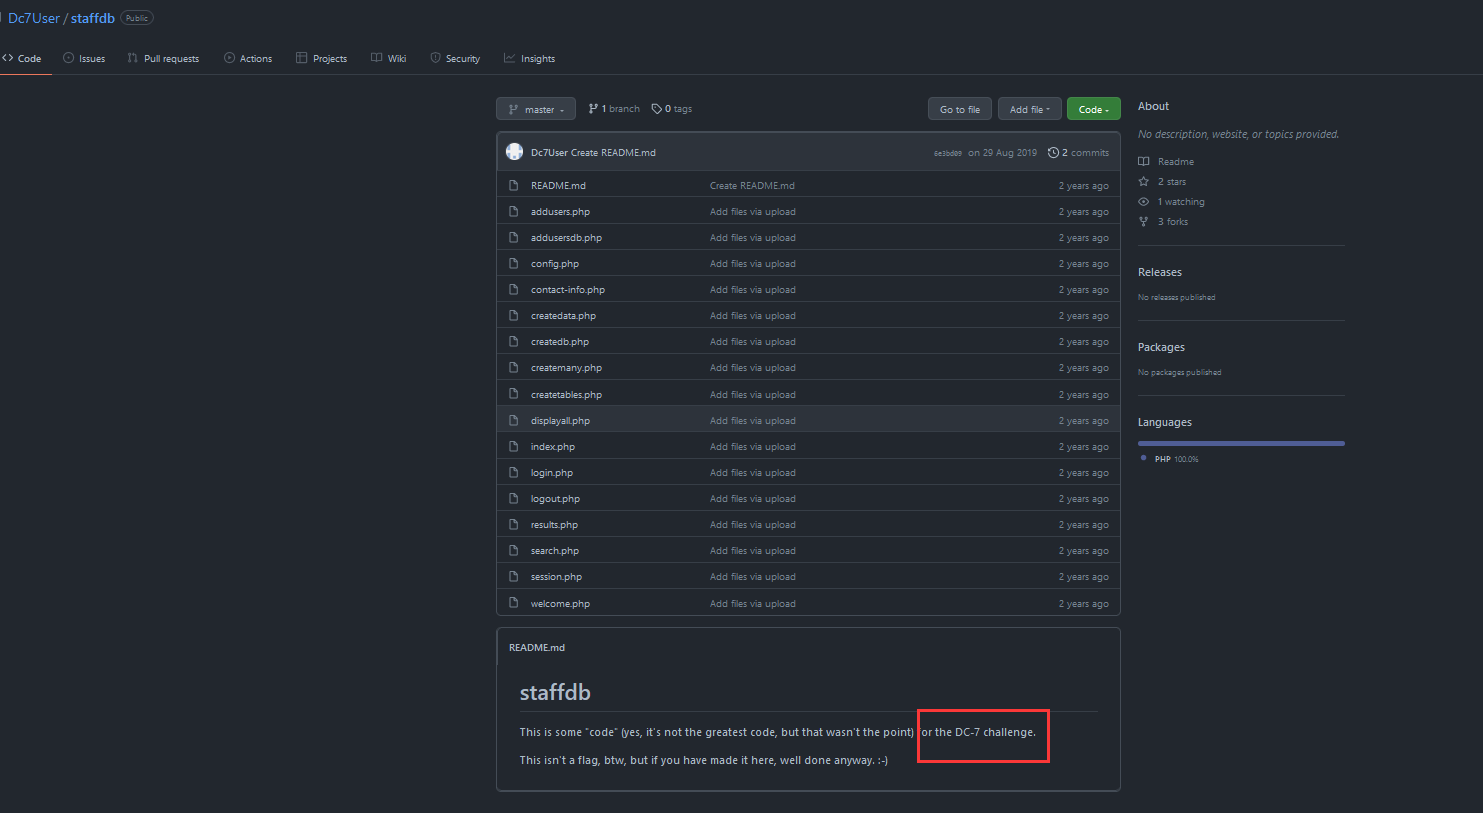 Dc7User / staffdb Public
Code Issues Pull requests Actions Projects Wiki Security Insights
master 1 branch 0 tags Go to file Add file Code
Dc7User Create README.md 6e3bd09 on 29 Aug 2019 2 commits
README.md Create README.md 2 years ago
addusers.php Add files via upload 2 years ago
addusersdb.php Add files via upload 2 years ago
config.php Add files via upload 2 years ago
contact-info.php Add files via upload 2 years ago
createdata.php Add files via upload 2 years ago
createdb.php Add files via upload 2 years ago
createmany.php Add files via upload 2 years ago
createtables.php Add files via upload 2 years ago
displayall.php Add files via upload 2 years ago
index.php Add files via upload 2 years ago
login.php Add files via upload 2 years ago
logout.php Add files via upload 2 years ago
results.php Add files via upload 2 years ago
search.php Add files via upload 2 years ago
session.php Add files via upload 2 years ago
welcome.php Add files via upload 2 years ago
README.md
staffdb
This is some "code" (yes, it's not the greatest code, but that wasn't the point) for the DC-7 challenge.
This isn't a flag, btw, but if you have made it here, well done anyway. :-)
About
No description, website, or topics provided.
Readme
2 stars
1 watching
3 forks
Releases
No releases published
Packages
No packages published
Languages
PHP 100.0%